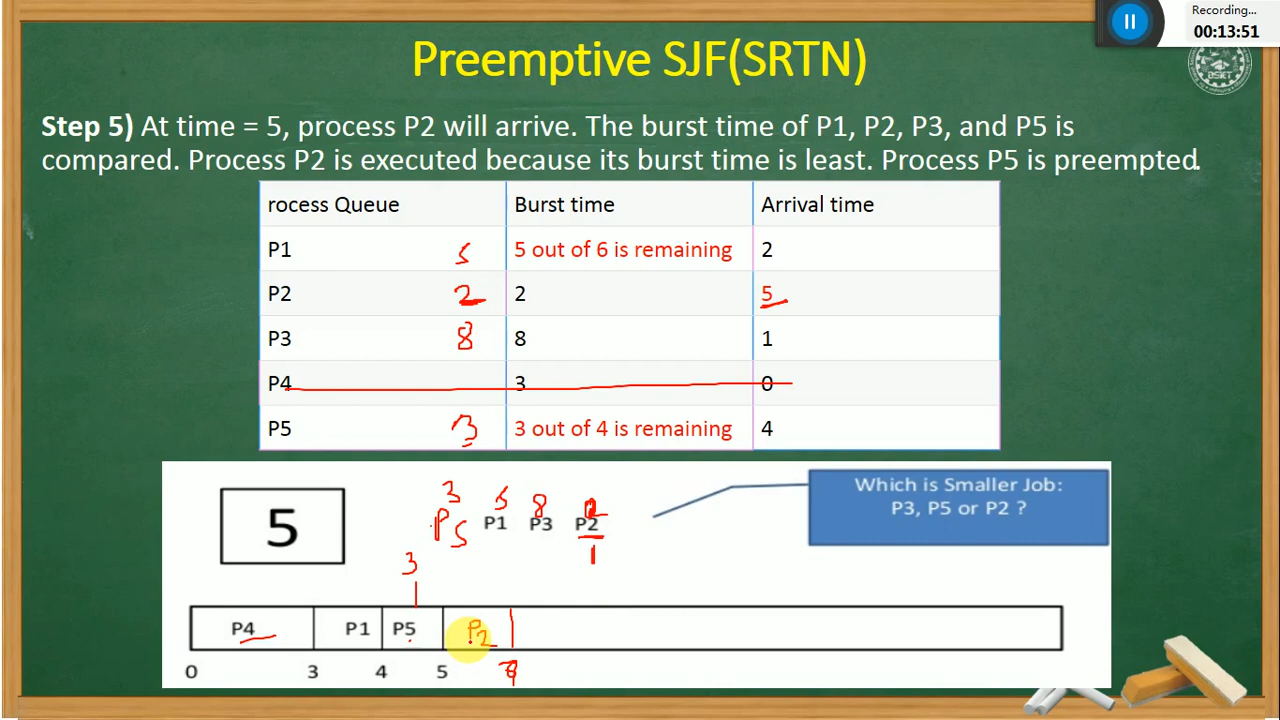 Recording...
00:13:51
Preemptive SJF(SRTN)
Step 5) At time = 5, process P2 will arrive. The burst time of P1, P2, P3, and P5 is
compared. Process P2 is executed because its burst time is least. Process P5 is preempted.
rocess Queue Burst time Arrival time
P1 5 5 out of 6 is remaining 2
P2 2 2 5
P3 8 8 1
P4 3 0
P5 3 3 out of 4 is remaining 4
Which is Smaller Job:
P3, P5 or P2 ?
3 5 8 2
5 P5 P1 P3 P2
1
3
P4 P1 P5 P2
0 3 4 5